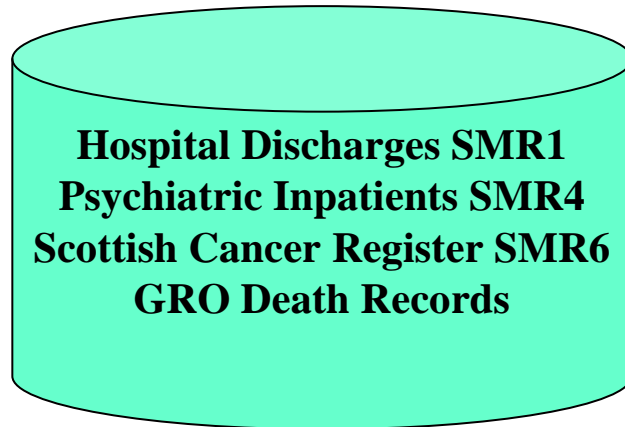 Hospital Discharges SMR1
Psychiatric Inpatients SMR4
Scottish Cancer Register SMR6
GRO Death Records